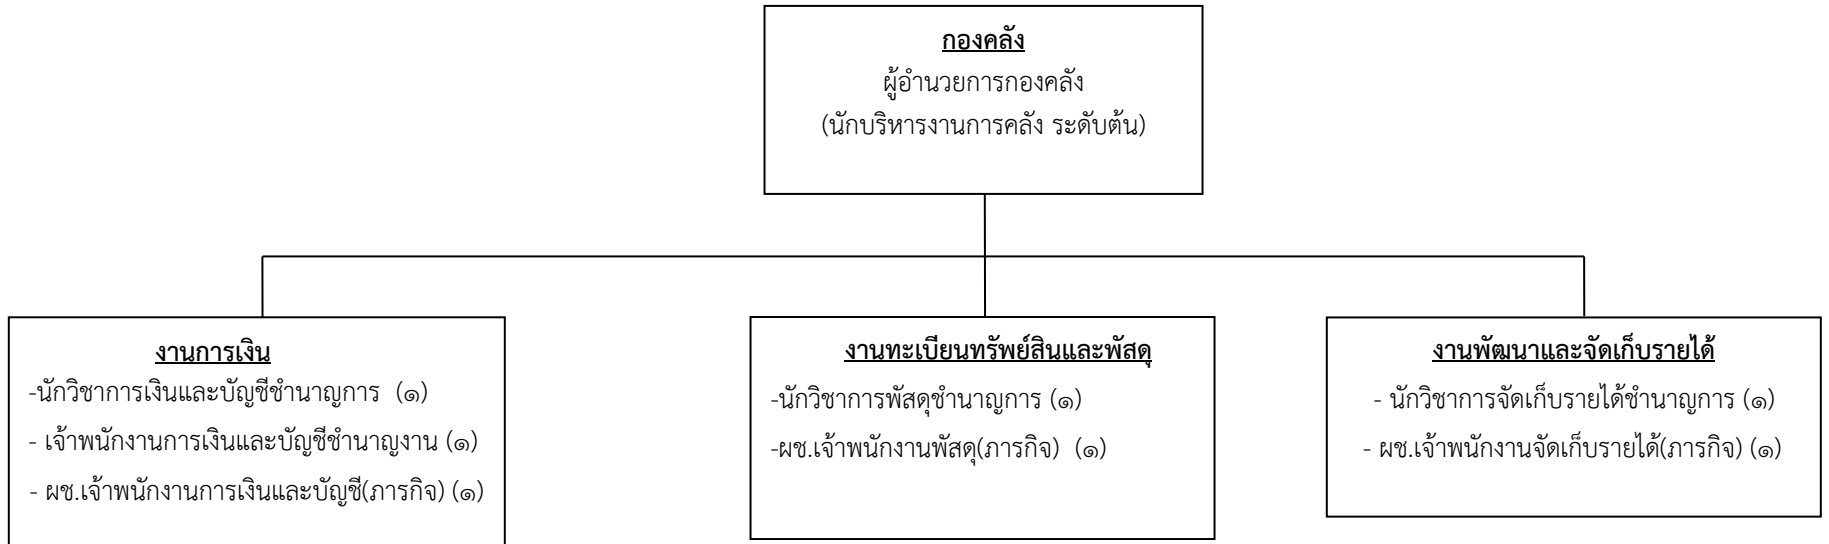 กองคลัง
ผู้อำนวยการกองคลัง
(นักบริหารงานการคลัง ระดับต้น)
งานการเงิน
-นักวิชาการเงินและบัญชีชำนาญการ (๑)
- เจ้าพนักงานการเงินและบัญชีชำนาญงาน (๑)
- ผช.เจ้าพนักงานการเงินและบัญชี(ภารกิจ) (๑)
งานทะเบียนทรัพย์สินและพัสดุ
-นักวิชาการพัสดุชำนาญการ (๑)
-ผช.เจ้าพนักงานพัสดุ(ภารกิจ) (๑)
งานพัฒนาและจัดเก็บรายได้
- นักวิชาการจัดเก็บรายได้ชำนาญการ (๑)
- ผช.เจ้าพนักงานจัดเก็บรายได้(ภารกิจ) (๑)